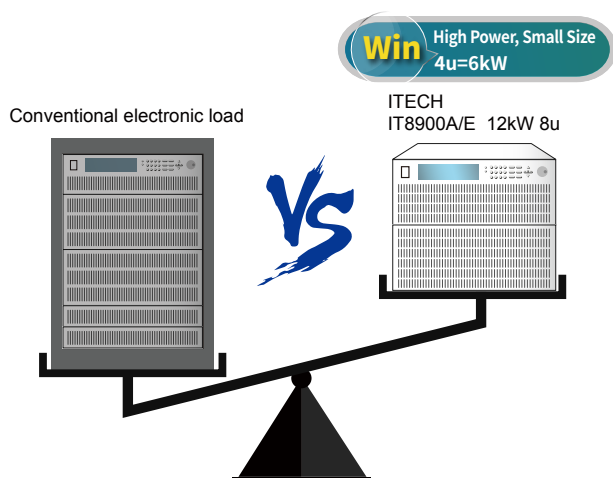 Win
High Power, Small Size
4u=6kW
Conventional electronic load
ITECH
IT8900A/E 12kW 8u
VS